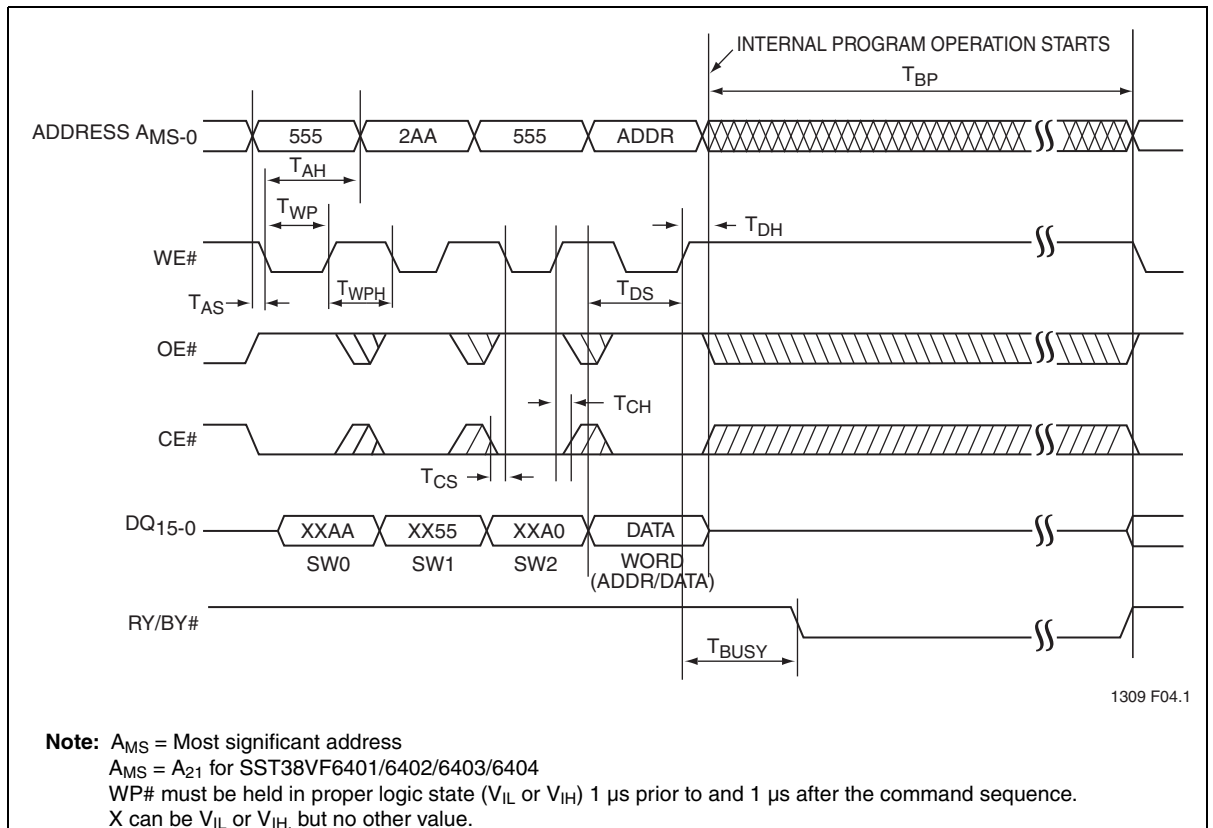 INTERNAL PROGRAM OPERATION STARTS
TBP
ADDRESS AMS-0
555
2AA
555
ADDR
TAH
TWP
TDH
WE#
TWPH
TDS
TAS
OE#
TCH
CE#
TCS
DQ15-0
XXAA
XX55
XXA0
DATA
SW0
SW1
SW2
WORD
(ADDR/DATA)
RY/BY#
TBUSY
1309 F04.1
Note: AMS = Most significant address
AMS = A21 for SST38VF6401/6402/6403/6404
WP# must be held in proper logic state (VIL or VIH) 1 µs prior to and 1 µs after the command sequence.
X can be VIL or VIH, but no other value.